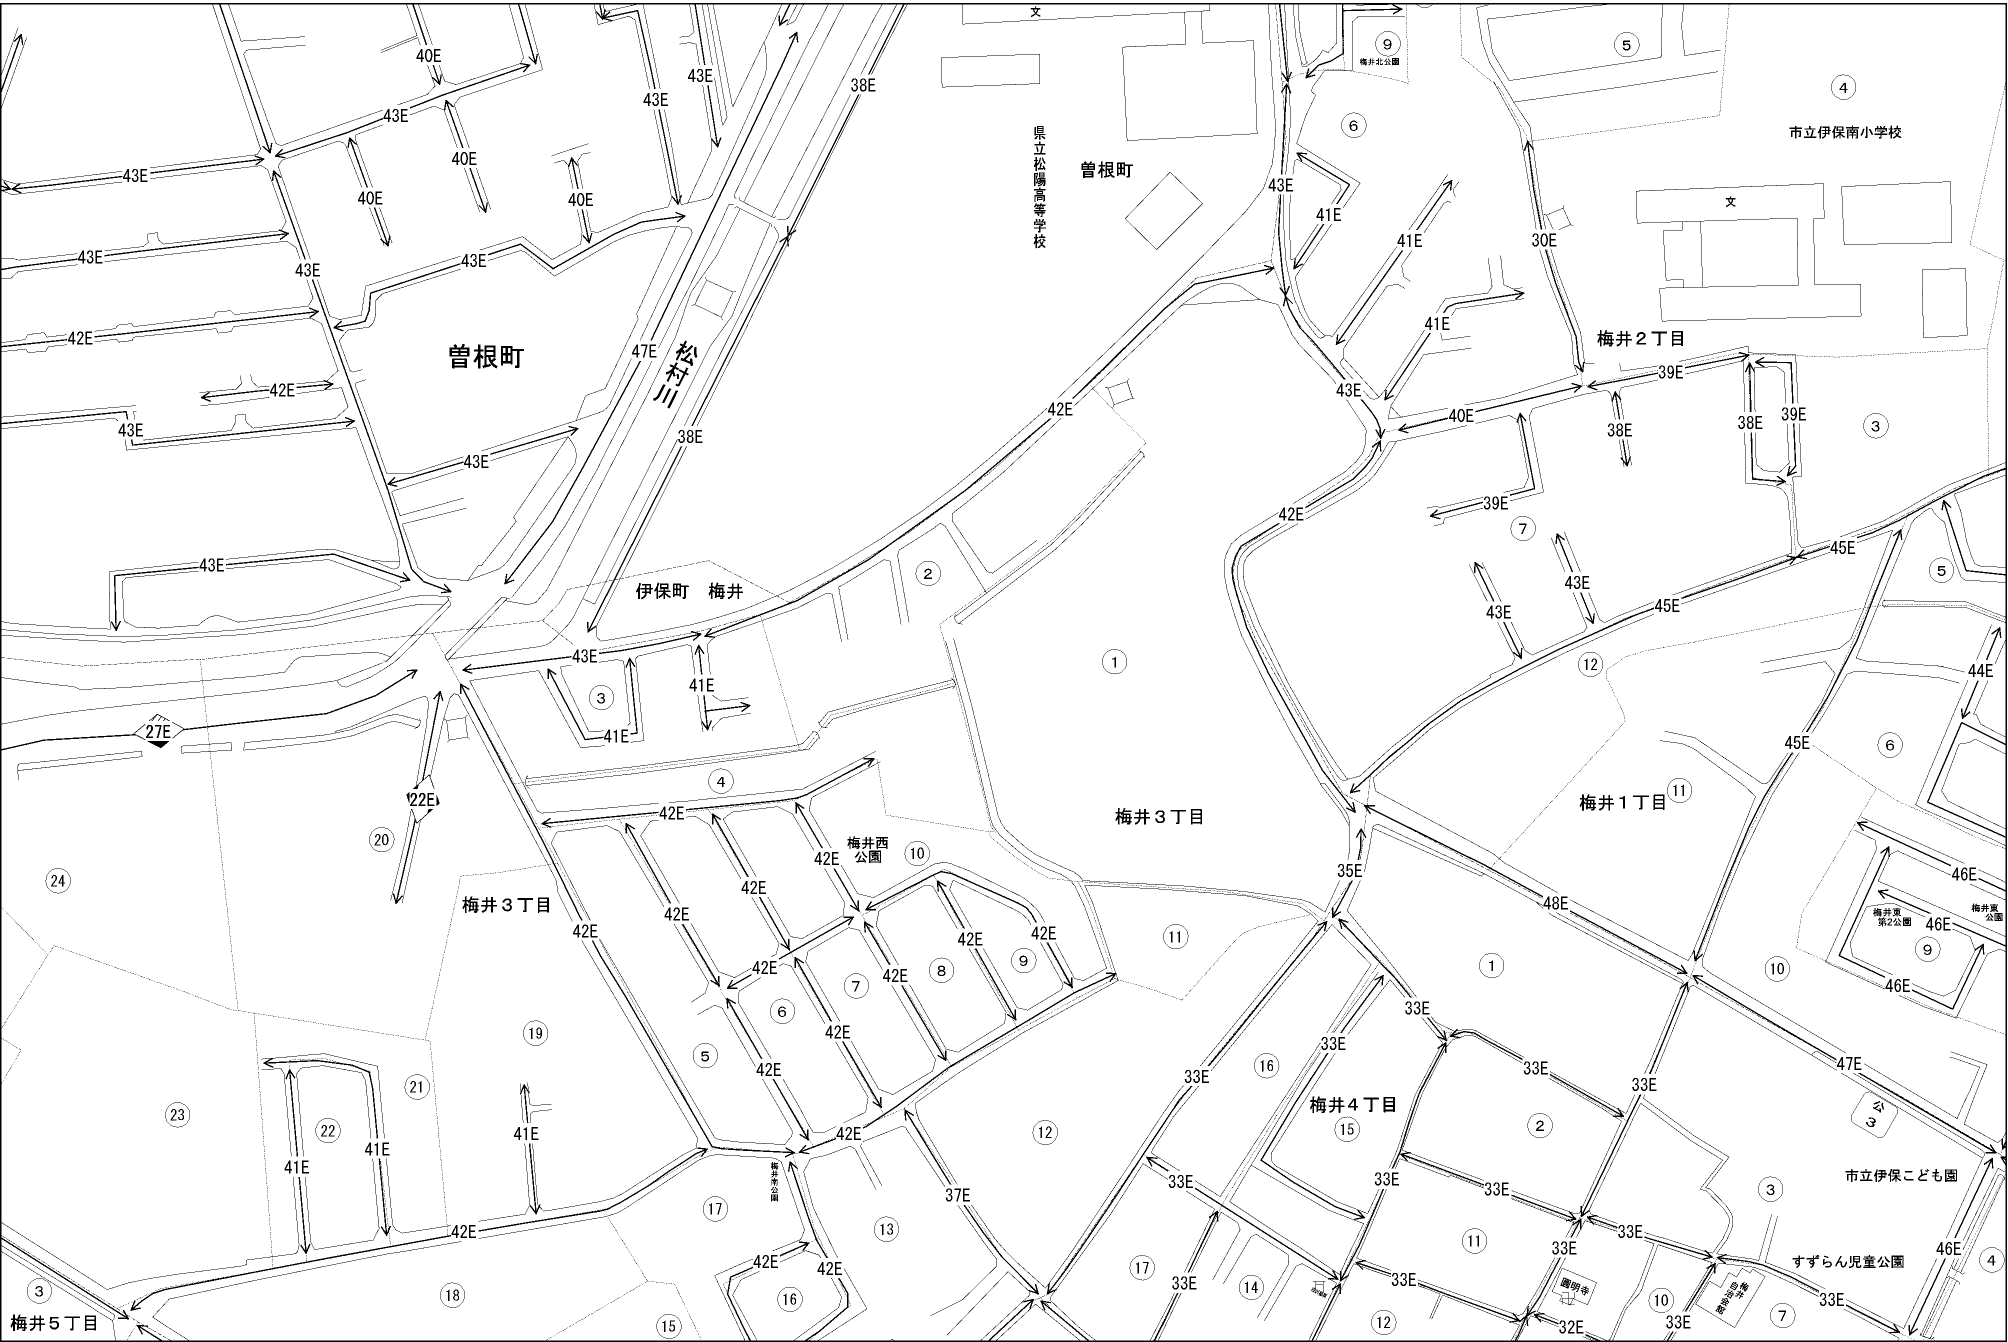 文
⑨
梅井北公園
⑤
④
40E
43E
43E
38E
43E
⑥
県立松陽高等学校
曽根町
市立伊保南小学校
40E
43E
40E
40E
43E
41E
文
43E
43E
43E
41E
30E
42E
曽根町
47E
松村川
41E
梅井２丁目
39E
42E
43E
43E
42E
43E
38E
40E
38E
38E
39E
③
43E
42E
39E
⑦
43E
②
45E
⑤
伊保町 梅井
43E
43E
45E
43E
①
⑫
44E
③
41E
41E
27E
45E
⑥
④
22E
42E
梅井３丁目
梅井１丁目
⑪
⑳
42E
梅井西
公園
⑩
35E
46E
㉔
梅井３丁目
42E
42E
42E
48E
梅井東
第2公園
梅井東
公園
46E
42E
42E
42E
⑪
⑨
42E
⑧
⑨
①
⑩
42E
⑦
46E
⑥
33E
⑲
42E
33E
⑤
42E
⑯
33E
47E
33E
33E
㉑
梅井４丁目
公
3
㉓
㉒
41E
41E
41E
42E
⑫
⑮
②
梅井南公園
33E
33E
33E
市立伊保こども園
③
37E
⑰
⑬
42E
33E
⑪
33E
46E
42E
42E
⑰
33E
33E
すずらん児童公園
④
③
⑱
⑯
⑭
圓明寺
梅井
自治会館
⑩
33E
梅井５丁目
⑮
⑫
32E
33E
⑦